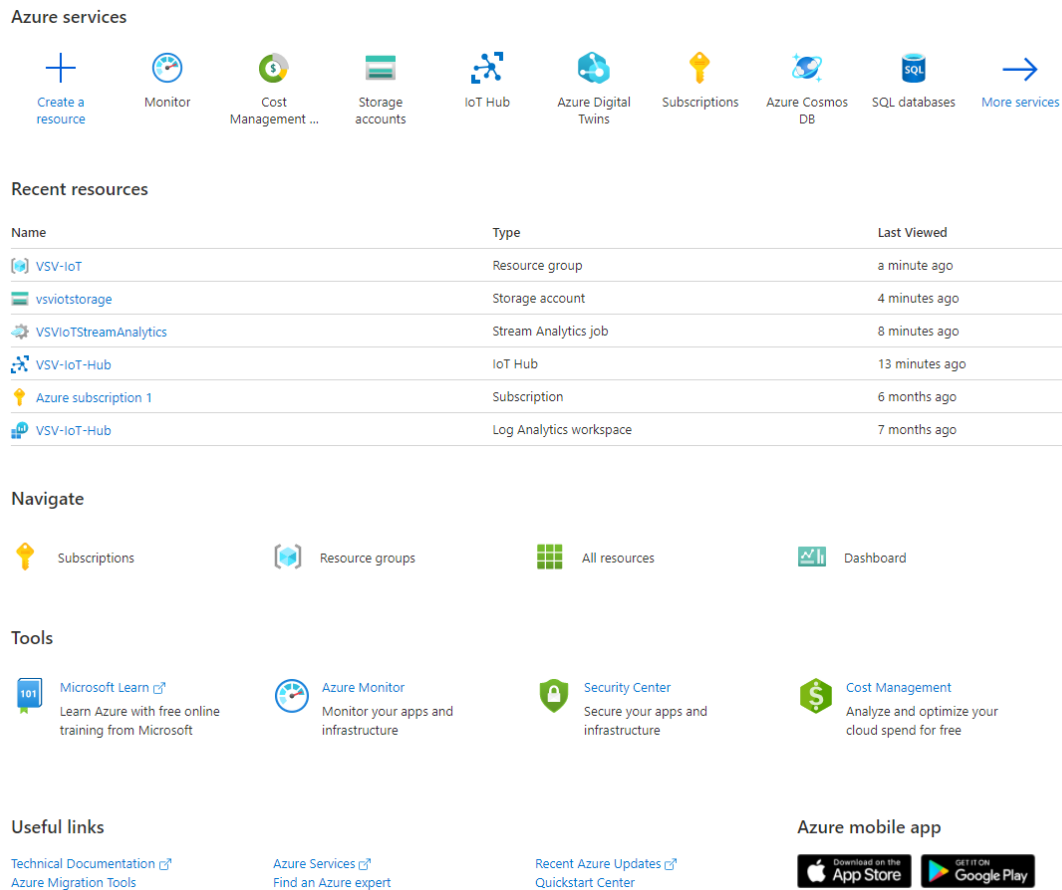 Azure services
Create a resource
Monitor
Cost Management ...
Storage accounts
IoT Hub
Azure Digital Twins
Subscriptions
Azure Cosmos DB
SQL
SQL databases
More services
Recent resources
Name Type Last Viewed
VSV-IoT Resource group a minute ago
vsviotstorage Storage account 4 minutes ago
VSVIoTStreamAnalytics Stream Analytics job 8 minutes ago
VSV-IoT-Hub IoT Hub 13 minutes ago
Azure subscription 1 Subscription 6 months ago
VSV-IoT-Hub Log Analytics workspace 7 months ago
Navigate
Subscriptions Resource groups All resources Dashboard
Tools
101
Microsoft Learn
Learn Azure with free online
training from Microsoft
Azure Monitor
Monitor your apps and
infrastructure
Security Center
Secure your apps and
infrastructure
Cost Management
Analyze and optimize your
cloud spend for free
Useful links
Technical Documentation Azure Services Recent Azure Updates
Azure Migration Tools Find an Azure expert Quickstart Center
Azure mobile app
Download on the
App Store
GET IT ON
Google Play